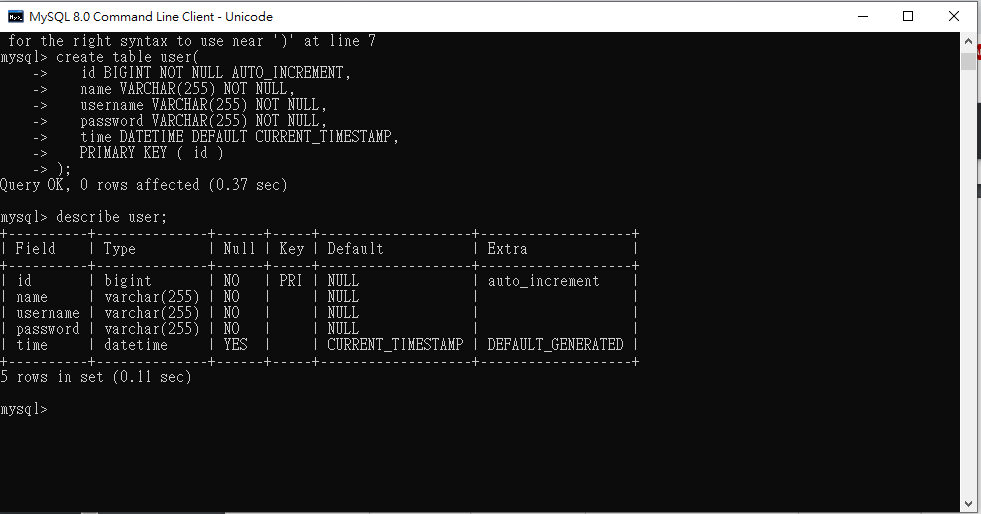 MySQL 8.0 Command Line Client - Unicode
 for the right syntax to use near ')' at line 7
mysql> create table user(
    ->    id BIGINT NOT NULL AUTO_INCREMENT,
    ->    name VARCHAR(255) NOT NULL,
    ->    username VARCHAR(255) NOT NULL,
    ->    password VARCHAR(255) NOT NULL,
    ->    time DATETIME DEFAULT CURRENT_TIMESTAMP,
    ->    PRIMARY KEY ( id )
    -> );
Query OK, 0 rows affected (0.37 sec)

mysql> describe user;
+----------+--------------+------+-----+-------------------+-------------------+
| Field    | Type         | Null | Key | Default           | Extra             |
+----------+--------------+------+-----+-------------------+-------------------+
| id       | bigint       | NO   | PRI | NULL              | auto_increment    |
| name     | varchar(255) | NO   |     | NULL              |                   |
| username | varchar(255) | NO   |     | NULL              |                   |
| password | varchar(255) | NO   |     | NULL              |                   |
| time     | datetime     | YES  |     | CURRENT_TIMESTAMP | DEFAULT_GENERATED |
+----------+--------------+------+-----+-------------------+-------------------+
5 rows in set (0.11 sec)

mysql>